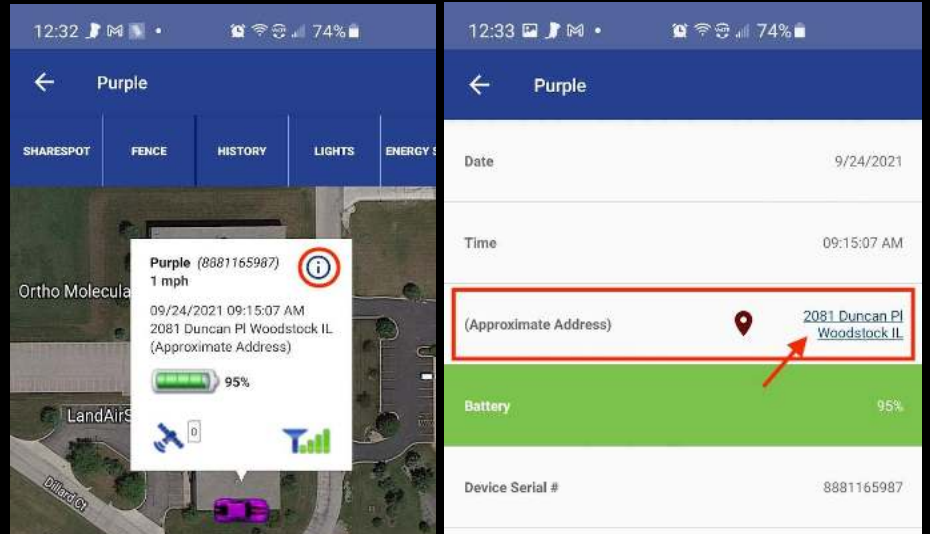 12:32
74%
Purple
SHARESPOT
FENCE
HISTORY
LIGHTS
ENERGY S
Ortho Molecula
Purple (8881165987)
1 mph
09/24/2021 09:15:07 AM
2081 Duncan Pl Woodstock IL
(Approximate Address)
95%
0
LandAirS
Dillard Ct
12:33
74%
Purple
Date
9/24/2021
Time
09:15:07 AM
(Approximate Address)
2081 Duncan Pl
Woodstock IL
Battery
95%
Device Serial #
8881165987